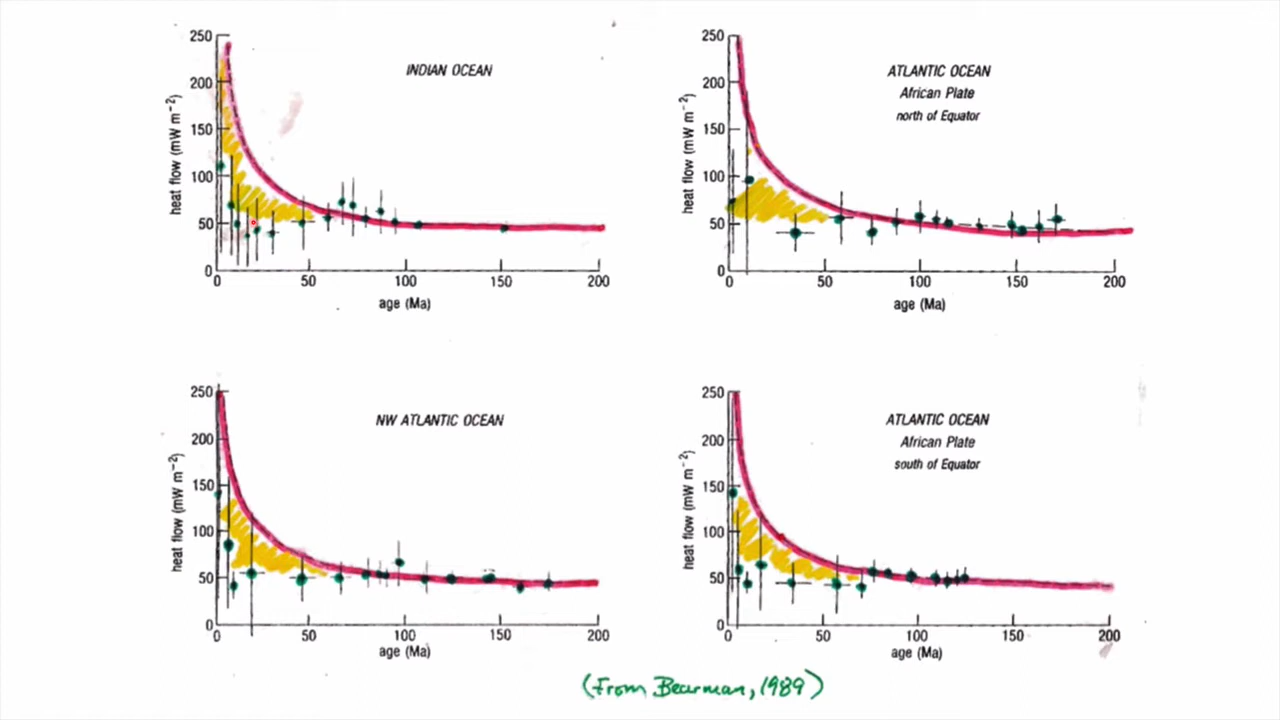 INDIAN OCEAN
250
200
150
100
50
0
heat flow (mW m⁻²)
0 50 100 150 200
age (Ma)
ATLANTIC OCEAN
African Plate
north of Equator
250
200
150
100
50
0
heat flow (mW m⁻²)
0 50 100 150 200
age (Ma)
NW ATLANTIC OCEAN
250
200
150
100
50
0
heat flow (mW m⁻²)
0 50 100 150 200
age (Ma)
ATLANTIC OCEAN
African Plate
south of Equator
250
200
150
100
50
0
heat flow (mW m⁻²)
0 50 100 150 200
age (Ma)
(From Bearman, 1989)